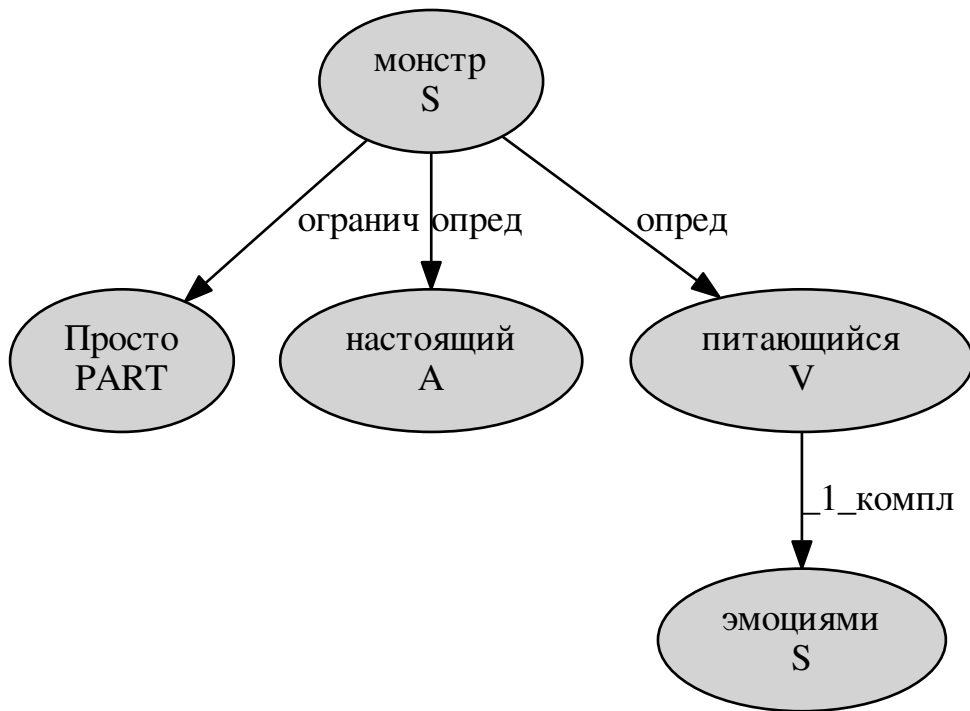 монстр
S
огранич
опред
опред
Просто
PART
настоящий
A
питающийся
V
_1_компл
эмоциями
S